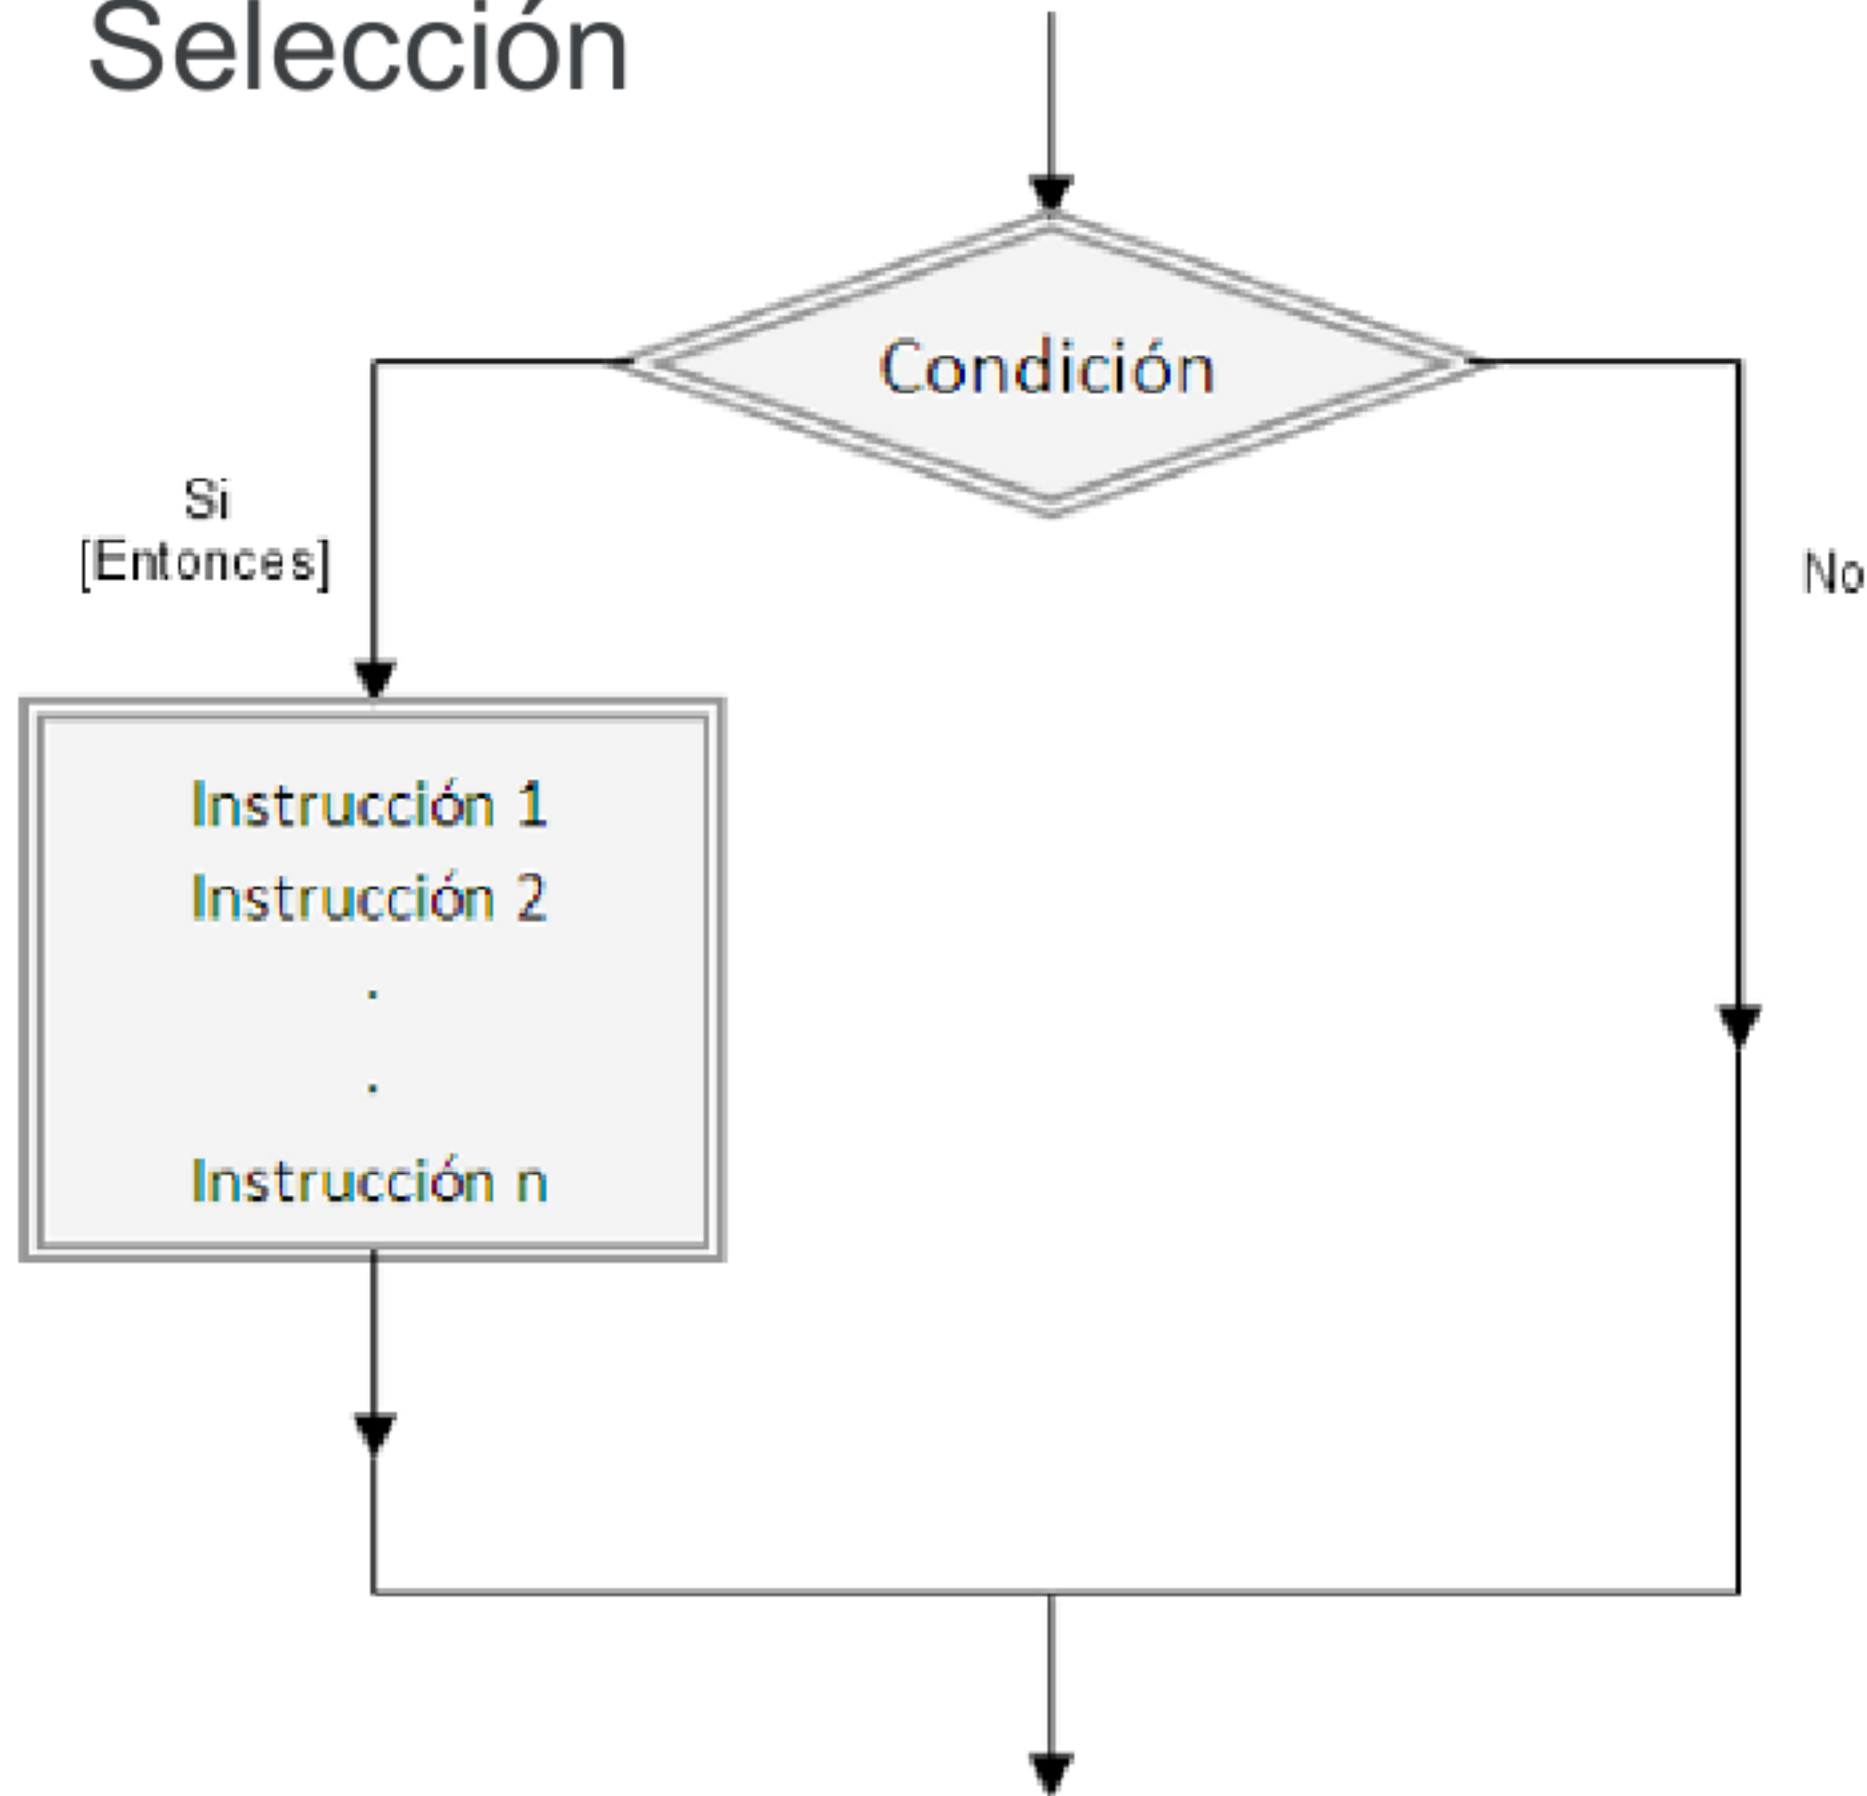 Selección
Condición
Si
[Entonces]
No
Instrucción 1
Instrucción 2
.
.
Instrucción n